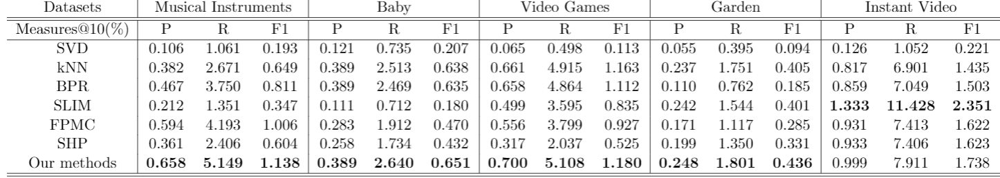 Datasets Musical Instruments Baby Video Games Garden Instant Video
Measures@10(%) P R F1 P R F1 P R F1 P R F1 P R F1
SVD 0.106 1.061 0.193 0.121 0.735 0.207 0.065 0.498 0.113 0.055 0.395 0.094 0.126 1.052 0.221
kNN 0.382 2.671 0.649 0.389 2.513 0.638 0.661 4.915 1.163 0.237 1.751 0.405 0.817 6.901 1.435
BPR 0.467 3.750 0.811 0.389 2.469 0.635 0.658 4.864 1.112 0.110 0.762 0.185 0.859 7.049 1.503
SLIM 0.212 1.351 0.347 0.111 0.712 0.180 0.499 3.595 0.835 0.242 1.544 0.401 1.333 11.428 2.351
FPMC 0.594 4.193 1.006 0.283 1.912 0.470 0.556 3.799 0.927 0.171 1.117 0.285 0.931 7.413 1.622
SHP 0.361 2.406 0.604 0.258 1.734 0.432 0.317 2.037 0.525 0.199 1.350 0.331 0.933 7.406 1.623
Our methods 0.658 5.149 1.138 0.389 2.640 0.651 0.700 5.108 1.180 0.248 1.801 0.436 0.999 7.911 1.738